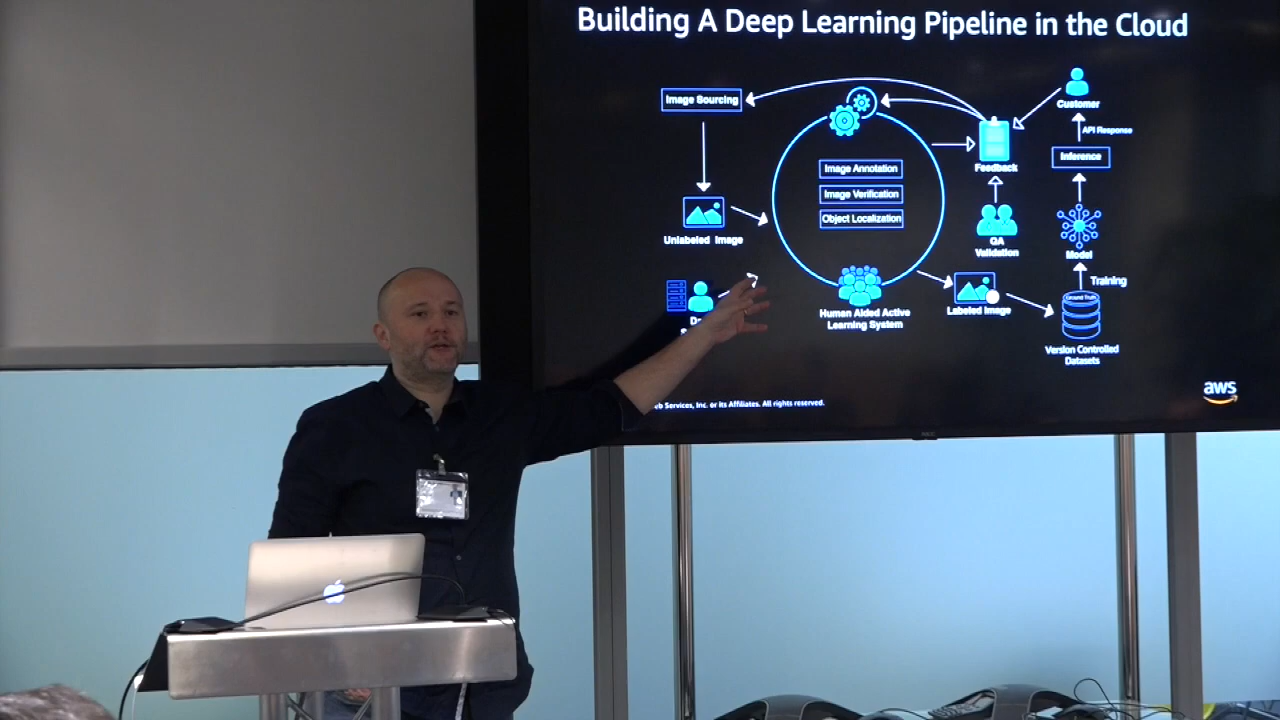 Building A Deep Learning Pipeline in the Cloud
Image Sourcing
Customer
API Response
Image Annotation
Image Verification
Object Localization
Feedback
Inference
Unlabeled Image
QA
Validation
Model
Training
Human Aided Active
Learning System
Labeled Image
Ground Truth
Version Controlled
Datasets
aws
Services, Inc. or its Affiliates. All rights reserved.